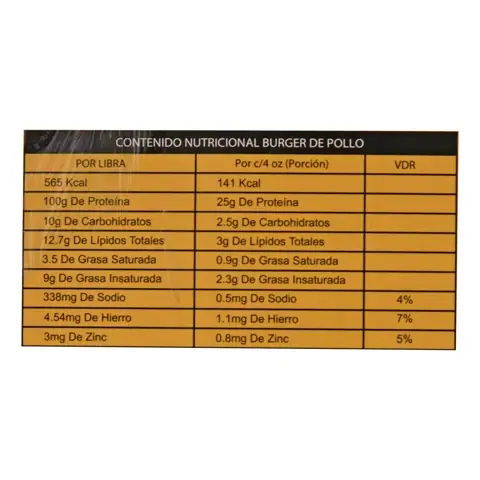 CONTENIDO NUTRICIONAL BURGER DE POLLO
POR LIBRA Por c/4 oz (Porción) VDR
565 Kcal 141 Kcal
100g De Proteína 25g De Proteína
10g De Carbohidratos 2.5g De Carbohidratos
12.7g De Lípidos Totales 3g De Lípidos Totales
3.5 De Grasa Saturada 0.9g De Grasa Saturada
9g De Grasa Insaturada 2.3g De Grasa Insaturada
338mg De Sodio 0.5mg De Sodio 4%
4.54mg De Hierro 1.1mg De Hierro 7%
3mg De Zinc 0.8mg De Zinc 5%